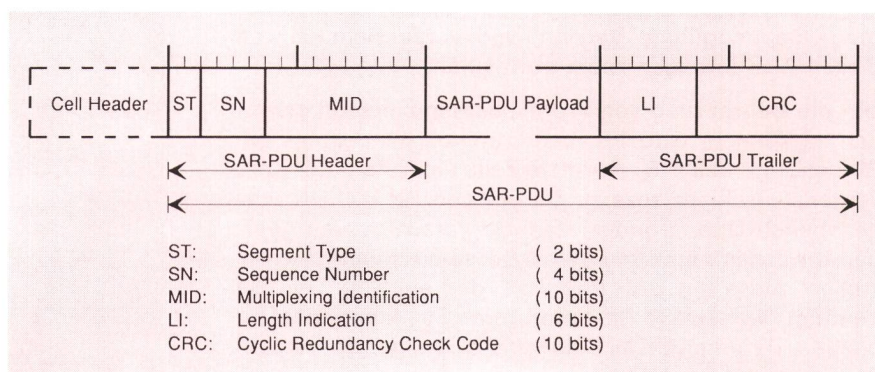 Cell Header ST SN MID SAR-PDU Payload LI CRC
SAR-PDU Header SAR-PDU Trailer
SAR-PDU
ST: Segment Type ( 2 bits)
SN: Sequence Number ( 4 bits)
MID: Multiplexing Identification (10 bits)
LI: Length Indication ( 6 bits)
CRC: Cyclic Redundancy Check Code (10 bits)